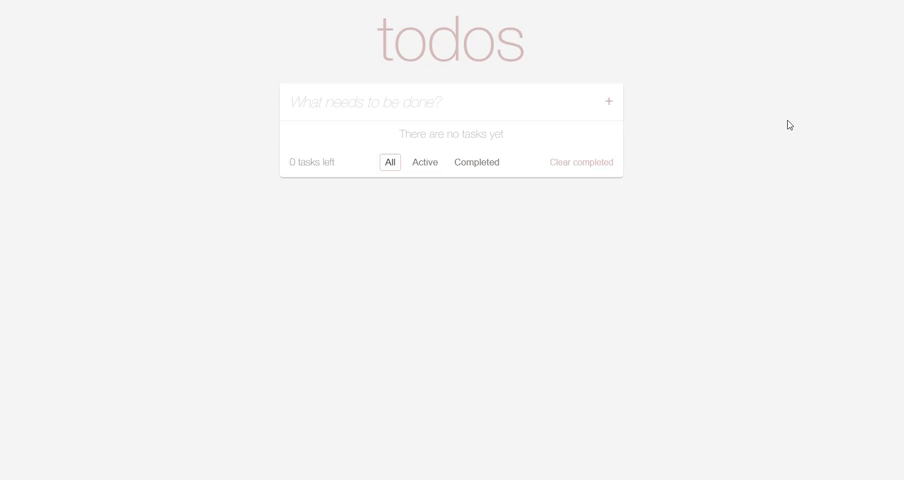 todos
What needs to be done? +
There are no tasks yet
0 tasks left All Active Completed Clear completed